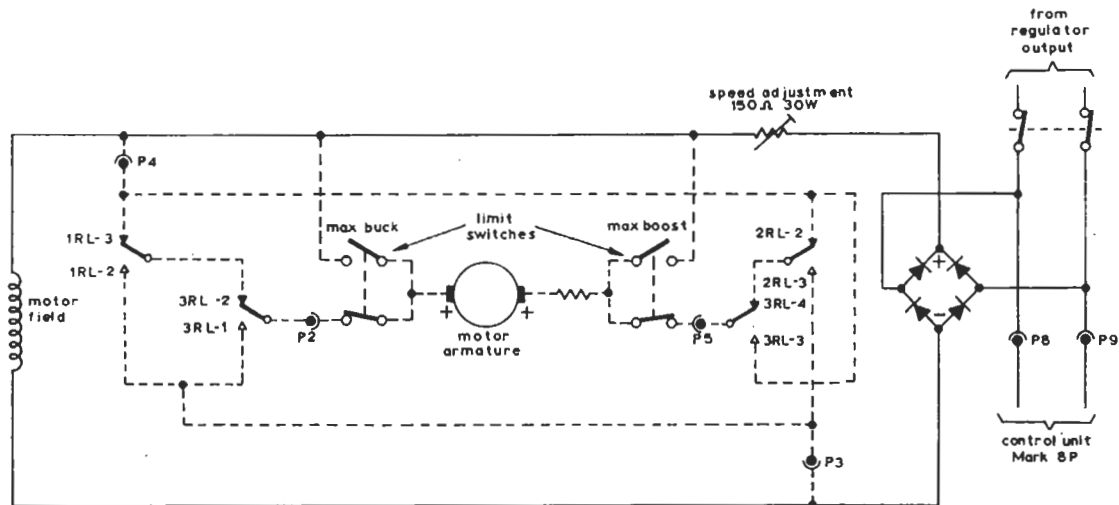 from
regulator
output
speed adjustment
150Ω 30W
P4
1RL-3
1RL-2
max buck
limit
switches
max boost
2RL-2
2RL-3
3RL-2
3RL-1
3RL-4
3RL-3
motor
field
P2
+
+
motor
armature
P5
+
-
P8
P9
P3
control unit
Mark 8P